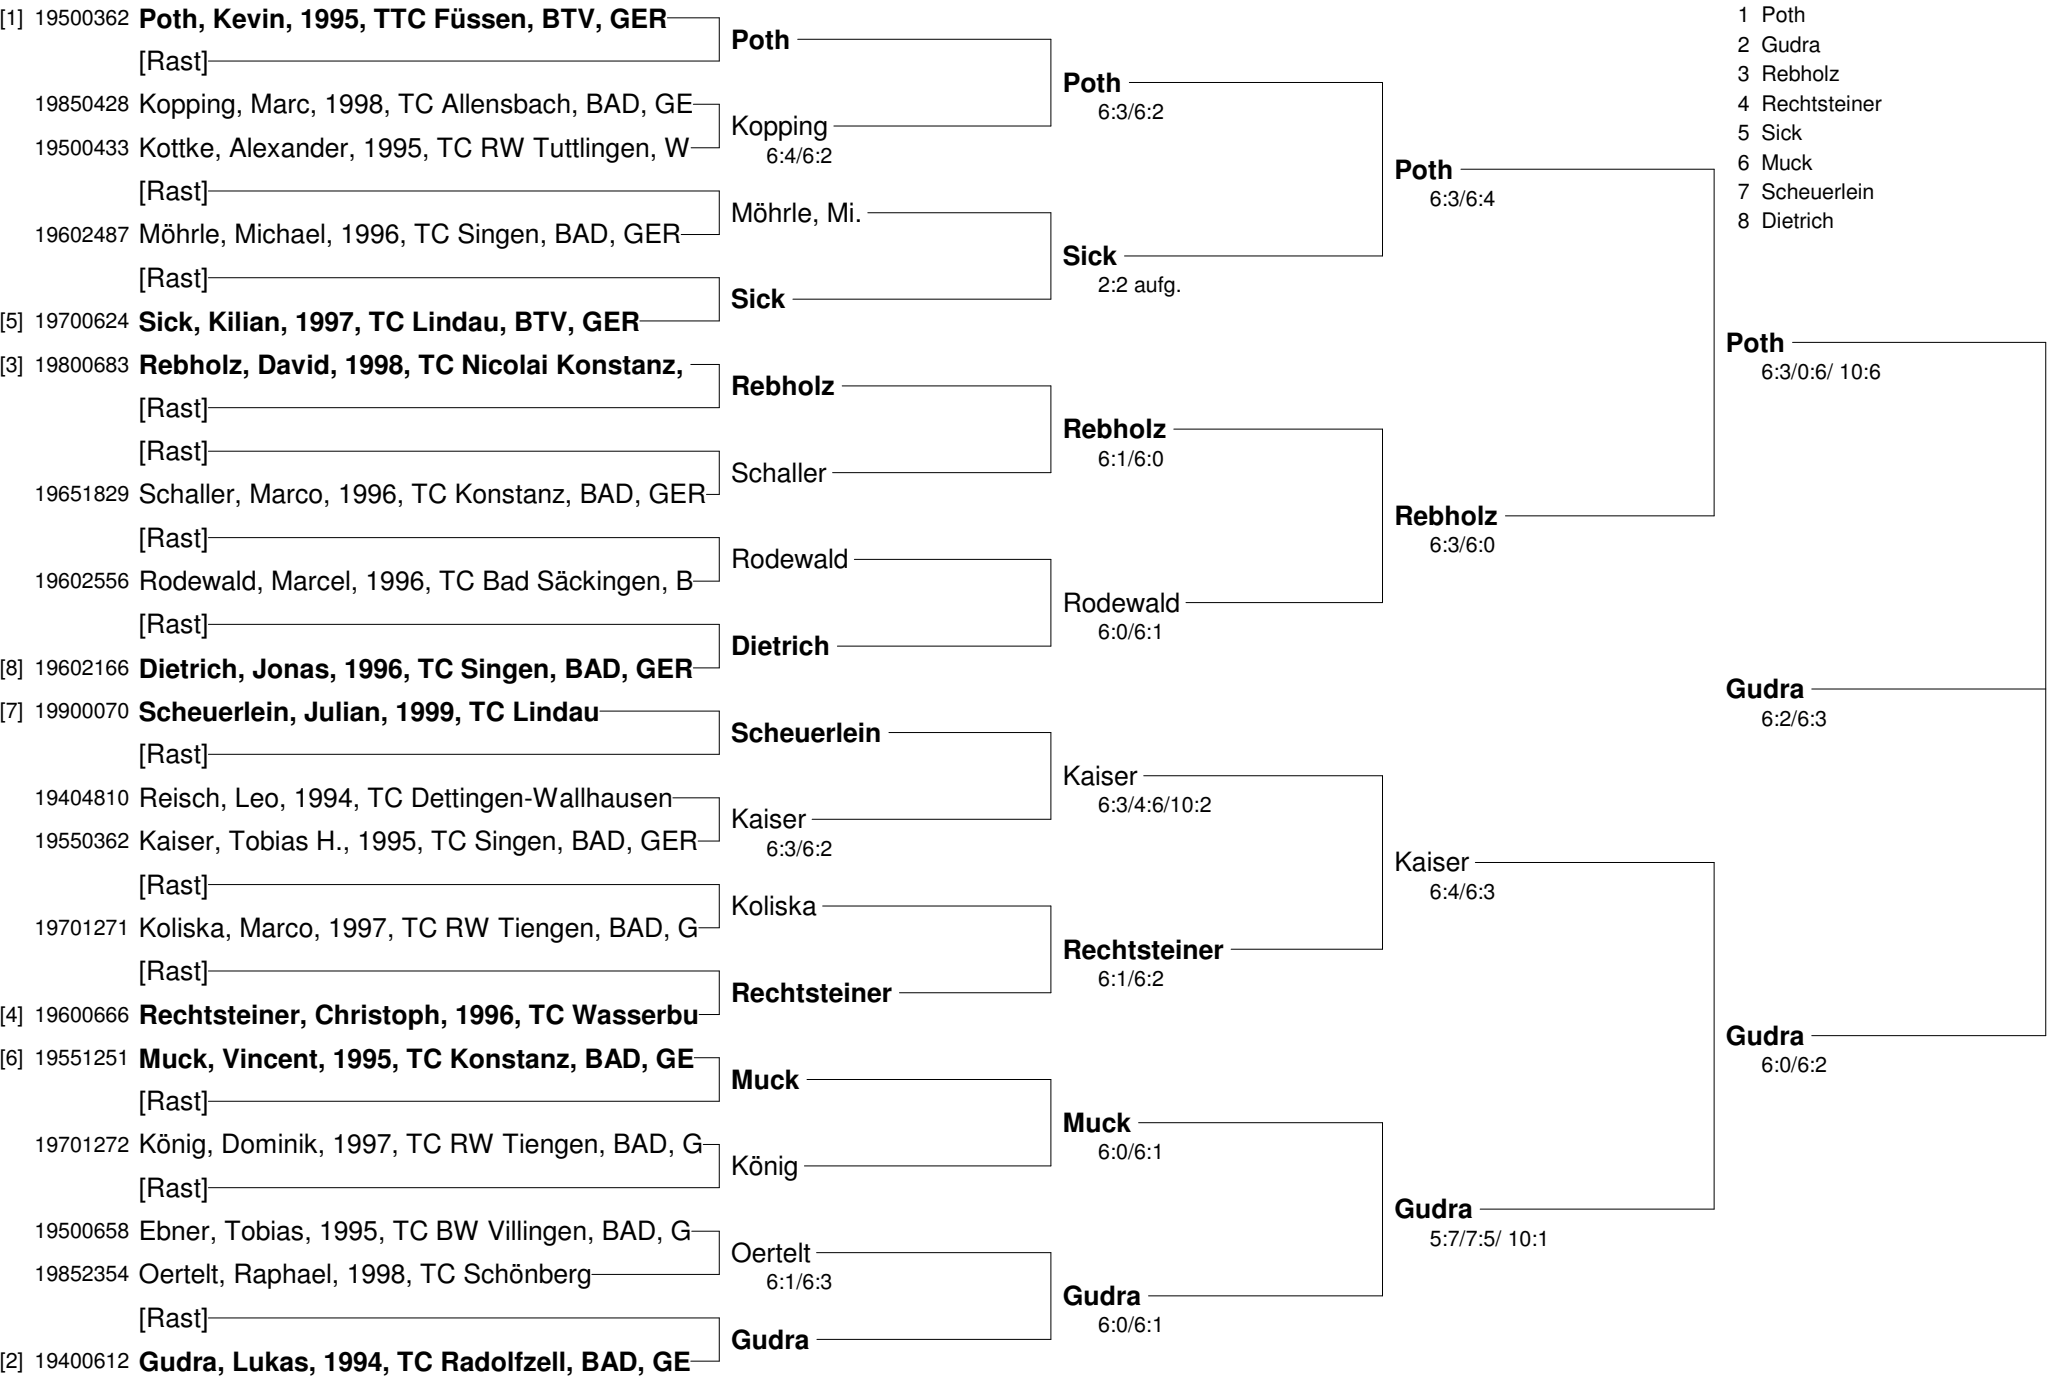 [1] 19500362 Poth, Kevin, 1995, TTC Füssen, BTV, GER
[Rast]
19850428 Kopping, Marc, 1998, TC Allensbach, BAD, GE
19500433 Kottke, Alexander, 1995, TC RW Tuttlingen, W
[Rast]
19602487 Möhrle, Michael, 1996, TC Singen, BAD, GER
[Rast]
[5] 19700624 Sick, Kilian, 1997, TC Lindau, BTV, GER
[3] 19800683 Rebholz, David, 1998, TC Nicolai Konstanz,
[Rast]
[Rast]
19651829 Schaller, Marco, 1996, TC Konstanz, BAD, GER
[Rast]
19602556 Rodewald, Marcel, 1996, TC Bad Säckingen, B
[Rast]
[8] 19602166 Dietrich, Jonas, 1996, TC Singen, BAD, GER
[7] 19900070 Scheuerlein, Julian, 1999, TC Lindau
[Rast]
19404810 Reisch, Leo, 1994, TC Dettingen-Wallhausen
19550362 Kaiser, Tobias H., 1995, TC Singen, BAD, GER
[Rast]
19701271 Koliska, Marco, 1997, TC RW Tiengen, BAD, G
[Rast]
[4] 19600666 Rechtsteiner, Christoph, 1996, TC Wasserbu
[6] 19551251 Muck, Vincent, 1995, TC Konstanz, BAD, GE
[Rast]
19701272 König, Dominik, 1997, TC RW Tiengen, BAD, G
[Rast]
19500658 Ebner, Tobias, 1995, TC BW Villingen, BAD, G
19852354 Oertelt, Raphael, 1998, TC Schönberg
[Rast]
[2] 19400612 Gudra, Lukas, 1994, TC Radolfzell, BAD, GE
Poth
Kopping
6:4/6:2
Möhrle, Mi.
Sick
Rebholz
Schaller
Rodewald
Dietrich
Scheuerlein
Kaiser
6:3/6:2
Koliska
Rechtsteiner
Muck
König
Oertelt
6:1/6:3
Gudra
Poth
6:3/6:2
Sick
2:2 aufg.
Rebholz
6:1/6:0
Rodewald
6:0/6:1
Kaiser
6:3/4:6/10:2
Rechtsteiner
6:1/6:2
Muck
6:0/6:1
Gudra
6:0/6:1
Poth
6:3/6:4
Rebholz
6:3/6:0
Kaiser
6:4/6:3
Gudra
5:7/7:5/ 10:1
Poth
6:3/0:6/ 10:6
Gudra
6:2/6:3
Gudra
6:0/6:2
1 Poth
2 Gudra
3 Rebholz
4 Rechtsteiner
5 Sick
6 Muck
7 Scheuerlein
8 Dietrich